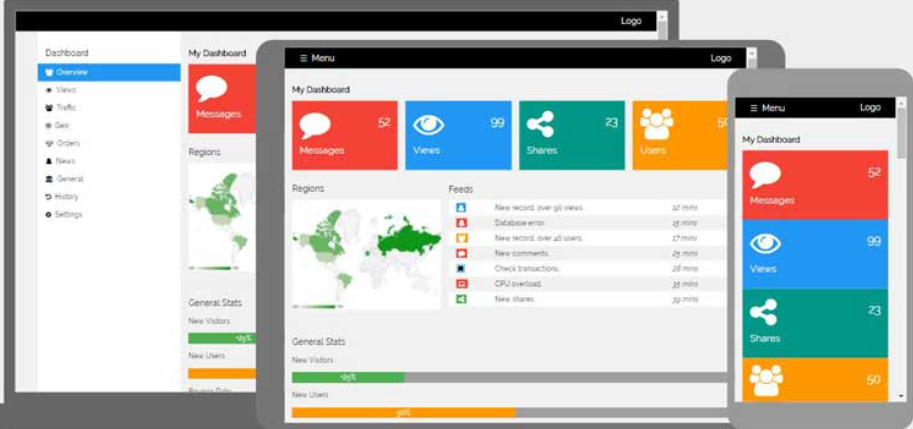 Logo
Dashboard
Overview
Views
Traffic
Geo
Orders
News
General
History
Settings
My Dashboard
Messages
Regions
General Stats
New Visitors
+25%
New Users
☰ Menu
Logo
My Dashboard
52
Messages
99
Views
23
Shares
Users
Regions
Feeds
New record, over 90 views. 10 mins
Database error. 15 mins
New record, over 40 users. 17 mins
New comments. 25 mins
Check transactions. 28 mins
CPU overload. 35 mins
New shares. 39 mins
General Stats
New Visitors
+25%
New Users
50%
☰ Menu
Logo
My Dashboard
52
Messages
99
Views
23
Shares
50